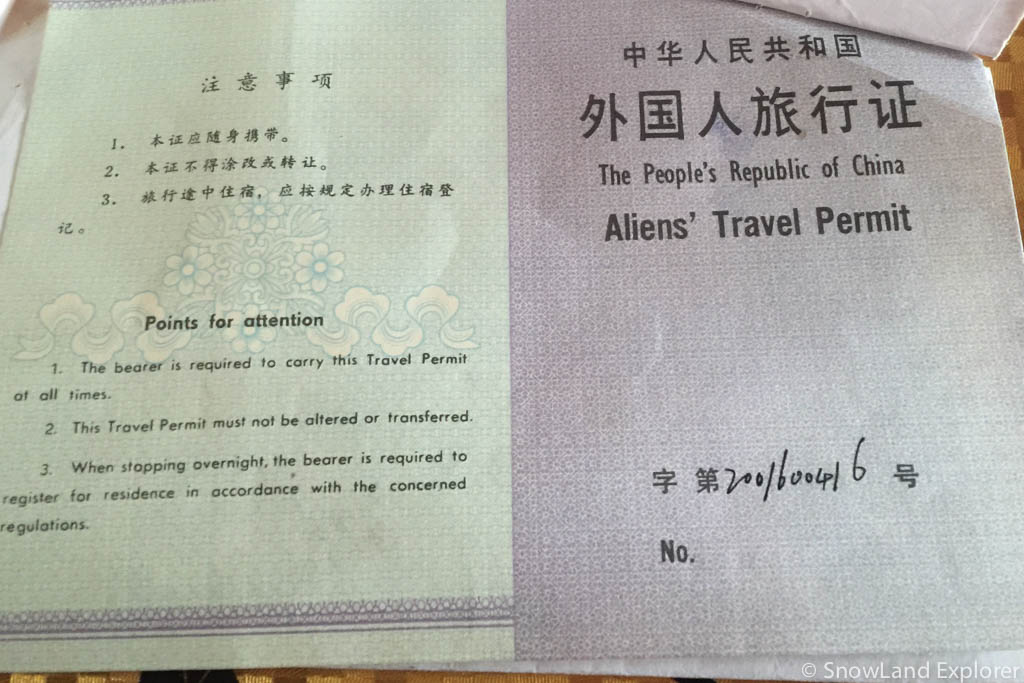 注意事项
1. 本证应随身携带。
2. 本证不得涂改或转让。
3. 旅行途中住宿，应按规定办理住宿登
记。
Points for attention
1. The bearer is required to carry this Travel Permit
at all times.
2. This Travel Permit must not be altered or transferred.
3. When stopping overnight, the bearer is required to
register for residence in accordance with the concerned
regulations.
中华人民共和国
外国人旅行证
The People's Republic of China
Aliens' Travel Permit
字 第 号
No.
© SnowLand Explorer